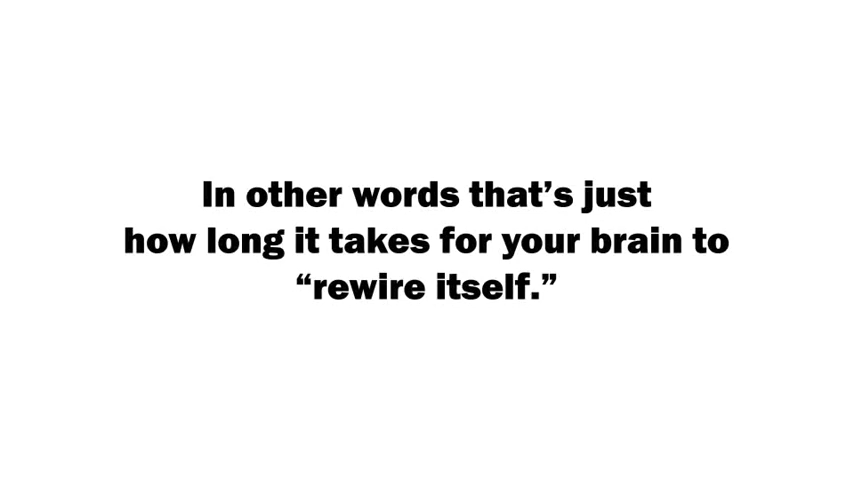 In other words that’s just
how long it takes for your brain to
“rewire itself.”